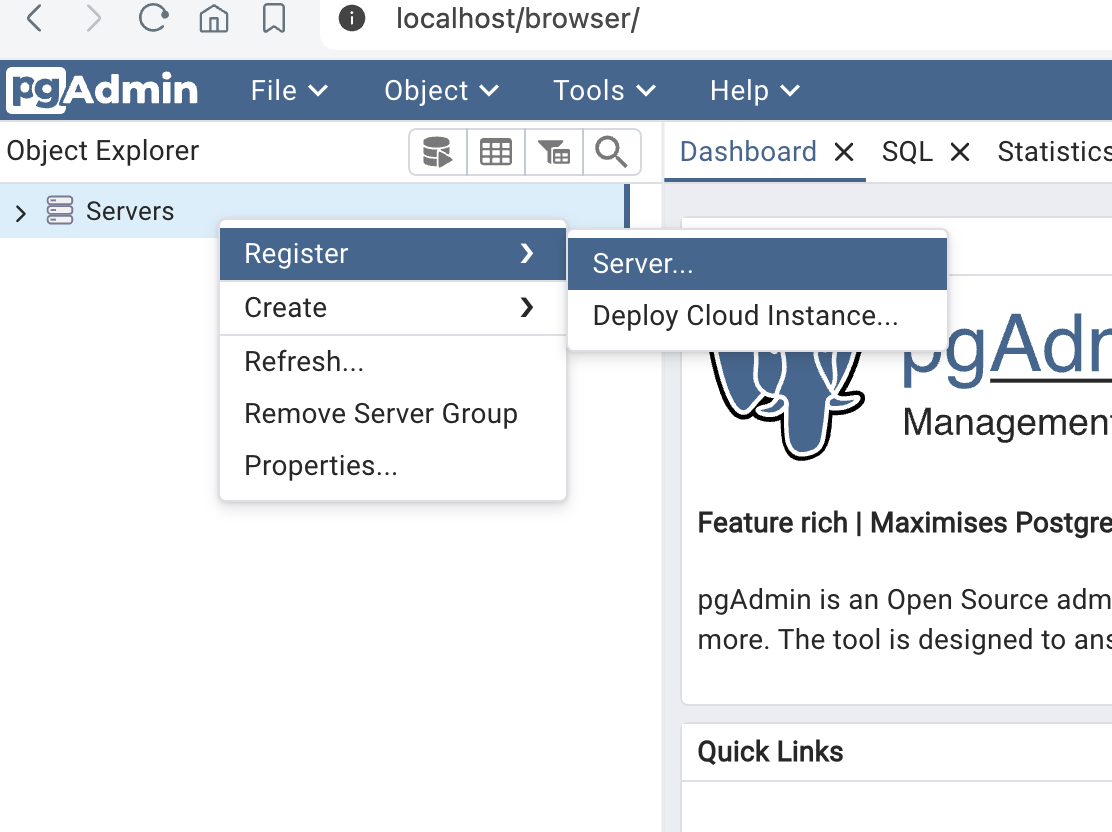 localhost/browser/
pgAdmin File Object Tools Help
Object Explorer
Dashboard SQL Statistics
Servers
Register
Create
Refresh...
Remove Server Group
Properties...
Server...
Deploy Cloud Instance...
pgAdr
Management
Feature rich | Maximises Postgre
pgAdmin is an Open Source adm
more. The tool is designed to ans
Quick Links